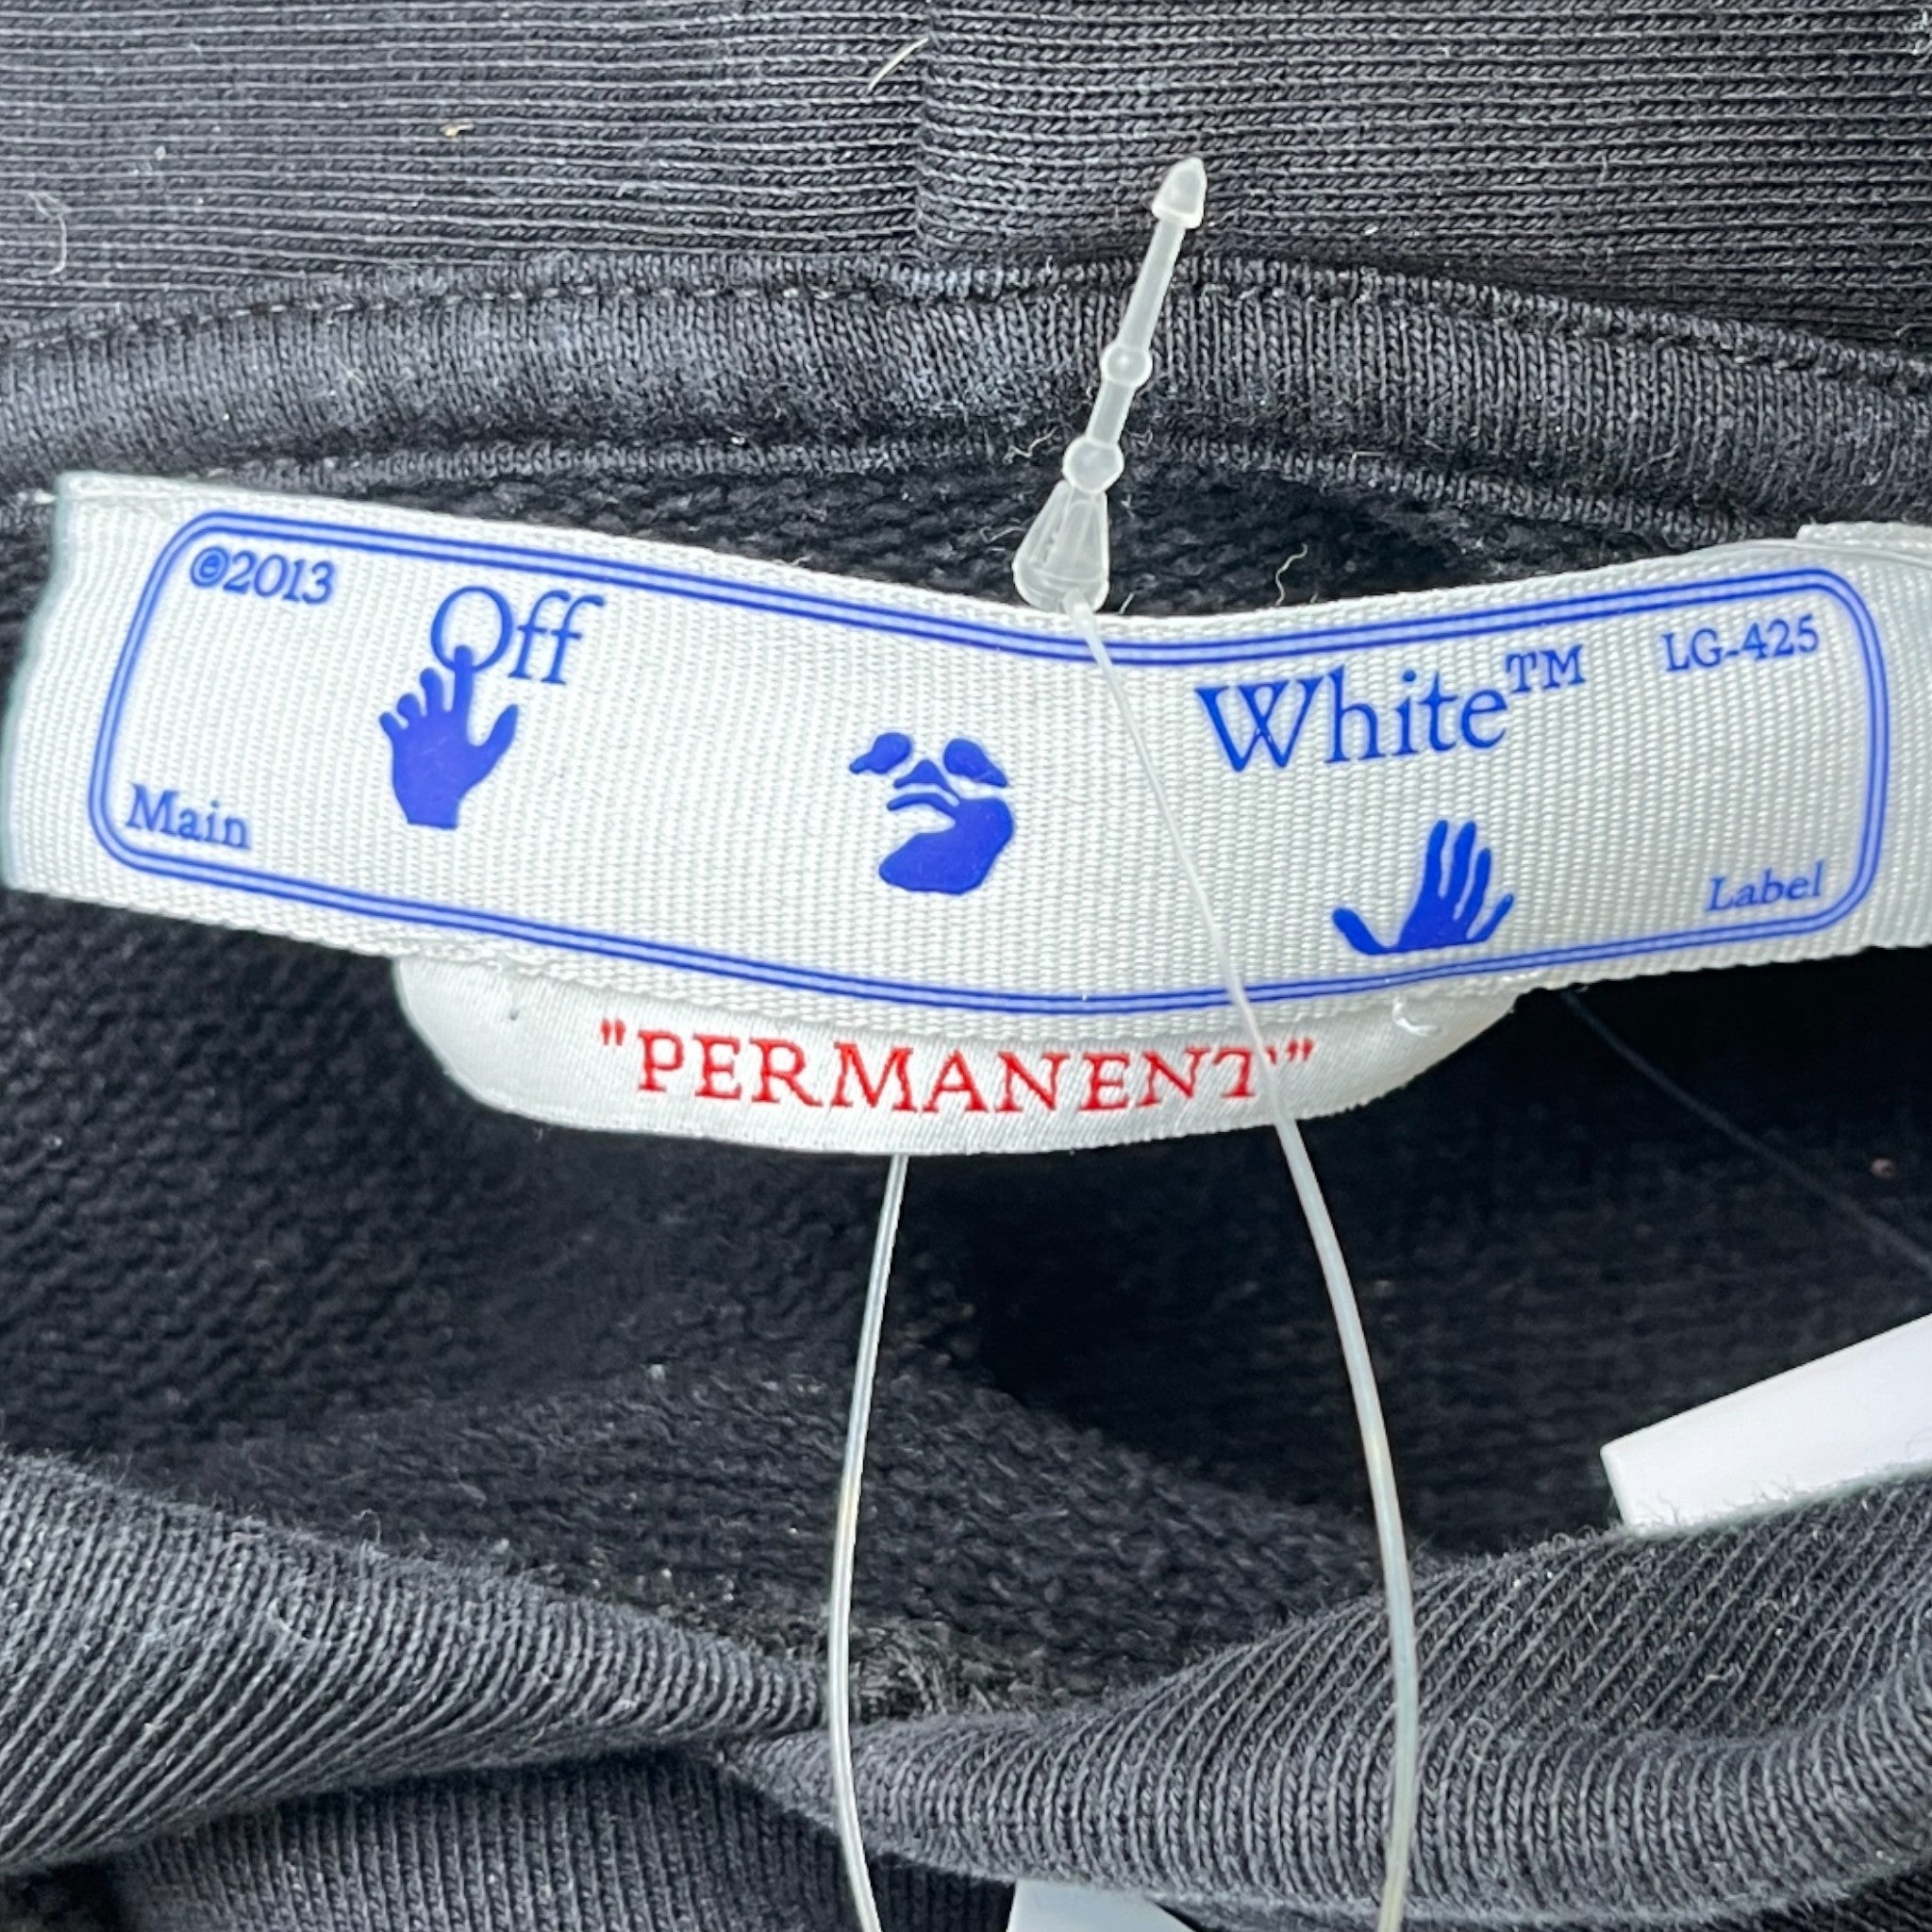 ©2013
Off
White™
LG-425
Main
Label
"PERMANENT"